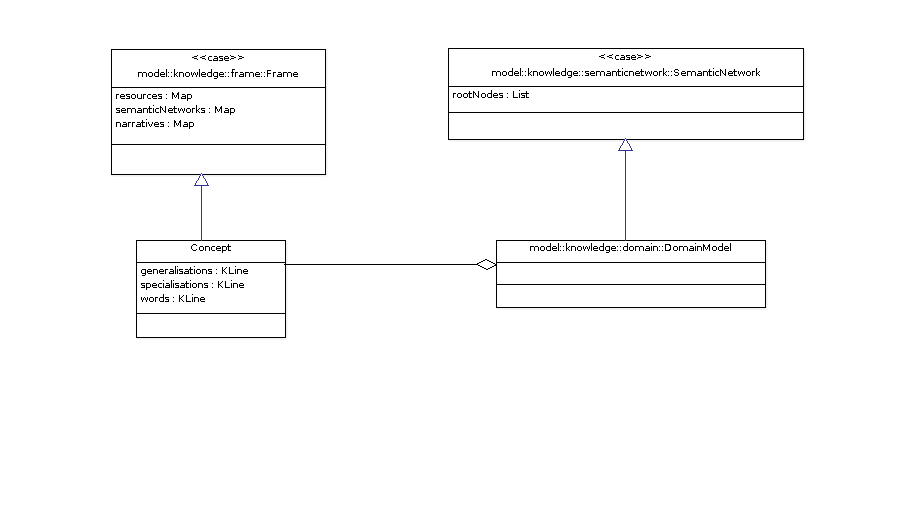 <<case>>
model::knowledge::frame::Frame
resources : Map
semanticNetworks : Map
narratives : Map
<<case>>
model::knowledge::semanticnetwork::SemanticNetwork
rootNodes : List
Concept
generalisations : KLine
specialisations : KLine
words : KLine
model::knowledge::domain::DomainModel